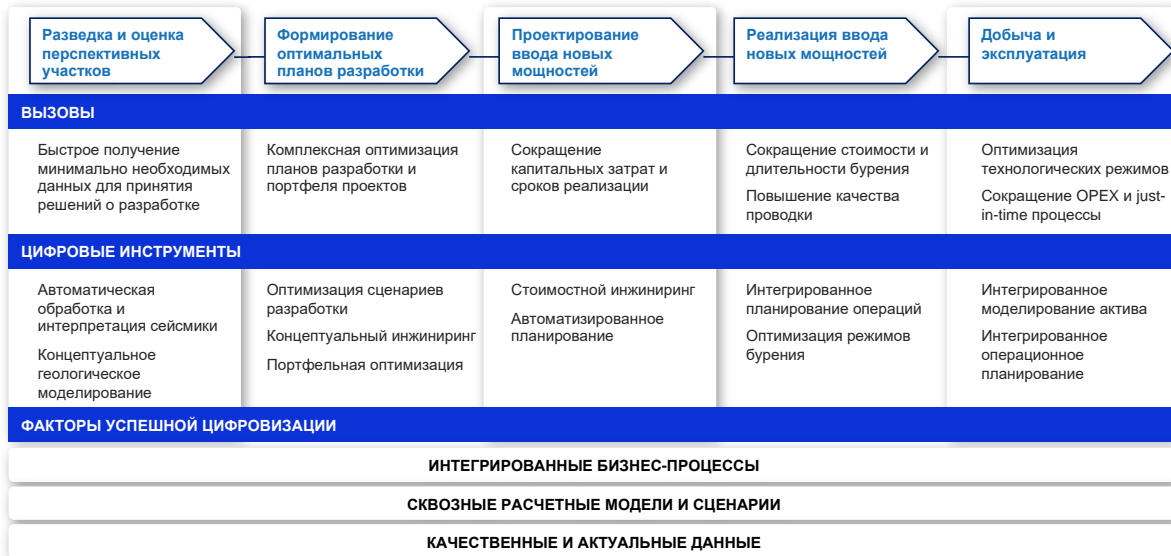 Разведка и оценка
перспективных
участков
Формирование
оптимальных
планов разработки
Проектирование
ввода новых
мощностей
Реализация ввода
новых мощностей
Добыча и
эксплуатация
ВЫЗОВЫ
Быстрое получение
минимально необходимых
данных для принятия
решений о разработке
Комплексная оптимизация
планов разработки и
портфеля проектов
Сокращение
капитальных затрат и
сроков реализации
Сокращение стоимости и
длительности бурения
Повышение качества
проводки
Оптимизация
технологических режимов
Сокращение OPEX и just-
in-time процессы
ЦИФРОВЫЕ ИНСТРУМЕНТЫ
Автоматическая
обработка и
интерпретация сейсмики
Концептуальное
геологическое
моделирование
Оптимизация сценариев
разработки
Концептуальный инжиниринг
Портфельная оптимизация
Стоимостной инжиниринг
Автоматизированное
планирование
Интегрированное
планирование операций
Оптимизация режимов
бурения
Интегрированное
моделирование актива
Интегрированное
операционное
планирование
ФАКТОРЫ УСПЕШНОЙ ЦИФРОВИЗАЦИИ
ИНТЕГРИРОВАННЫЕ БИЗНЕС-ПРОЦЕССЫ
СКВОЗНЫЕ РАСЧЕТНЫЕ МОДЕЛИ И СЦЕНАРИИ
КАЧЕСТВЕННЫЕ И АКТУАЛЬНЫЕ ДАННЫЕ